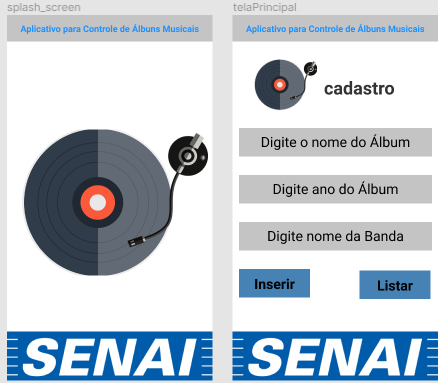 splash_screen
Aplicativo para Controle de Álbuns Musicais
SENAI
telaPrincipal
Aplicativo para Controle de Álbuns Musicais
cadastro
Digite o nome do Álbum
Digite ano do Álbum
Digite nome da Banda
Inserir
Listar
SENAI